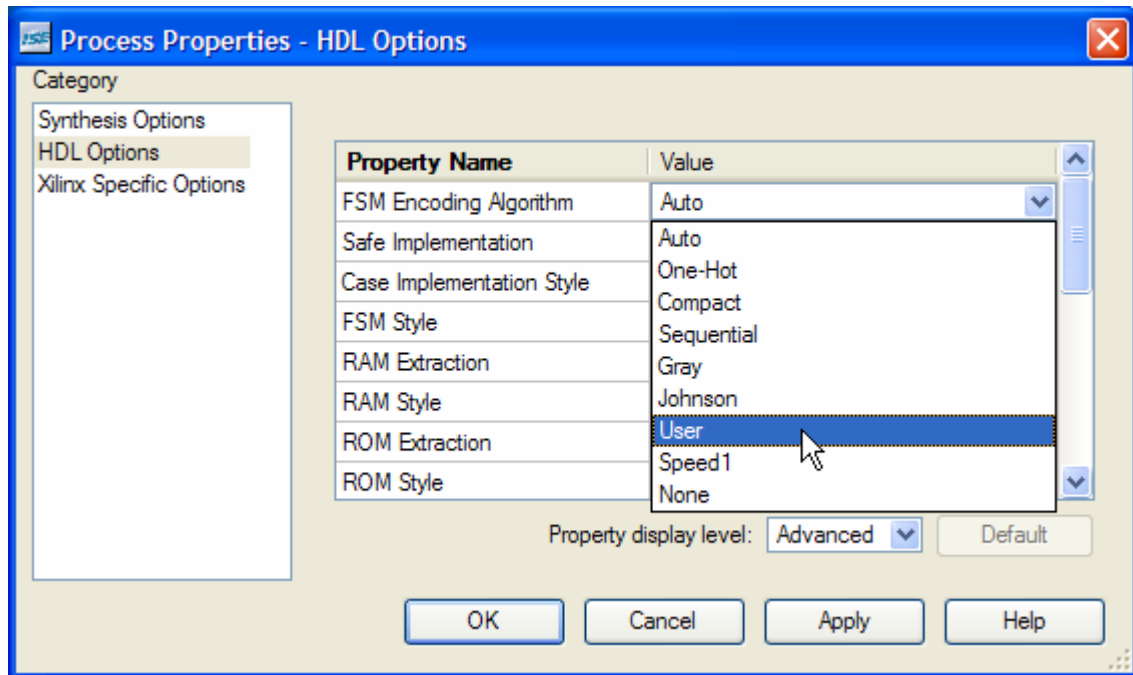 ISE Process Properties - HDL Options
Category
Synthesis Options
HDL Options
Xilinx Specific Options
Property Name Value
FSM Encoding Algorithm Auto
Safe Implementation
Case Implementation Style
FSM Style
RAM Extraction
RAM Style
ROM Extraction
ROM Style
Auto
One-Hot
Compact
Sequential
Gray
Johnson
User
Speed1
None
Property display level: Advanced Default
OK Cancel Apply Help